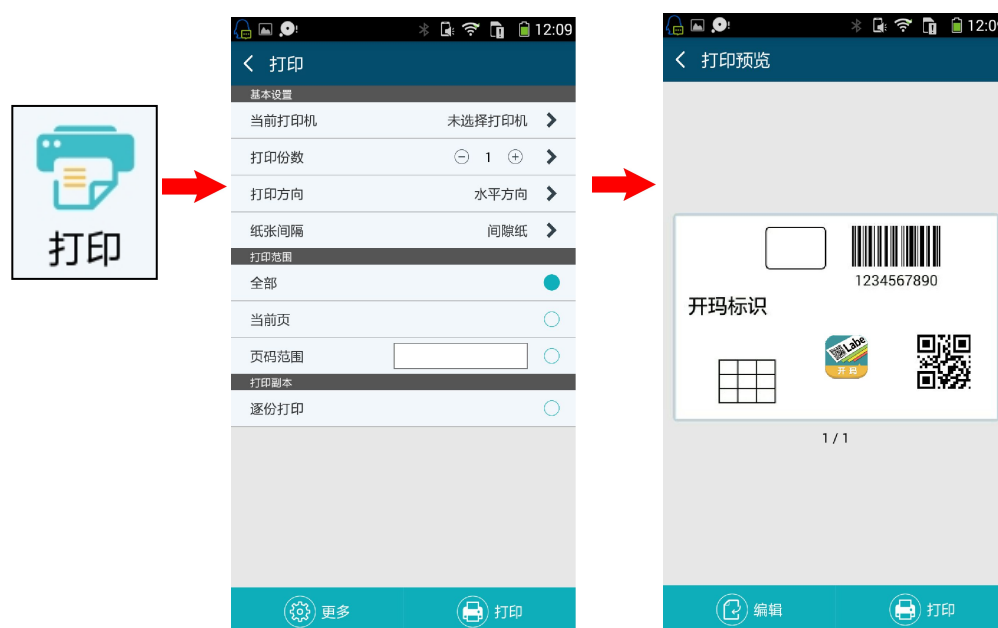 打印
12:09
打印
基本设置
当前打印机 未选择打印机
打印份数 1
打印方向 水平方向
纸张间隔 间隙纸
打印范围
全部
当前页
页码范围
打印副本
逐份打印
更多 打印
12:09
打印预览
1234567890
开玛标识
Labe
开玛
1 / 1
编辑 打印